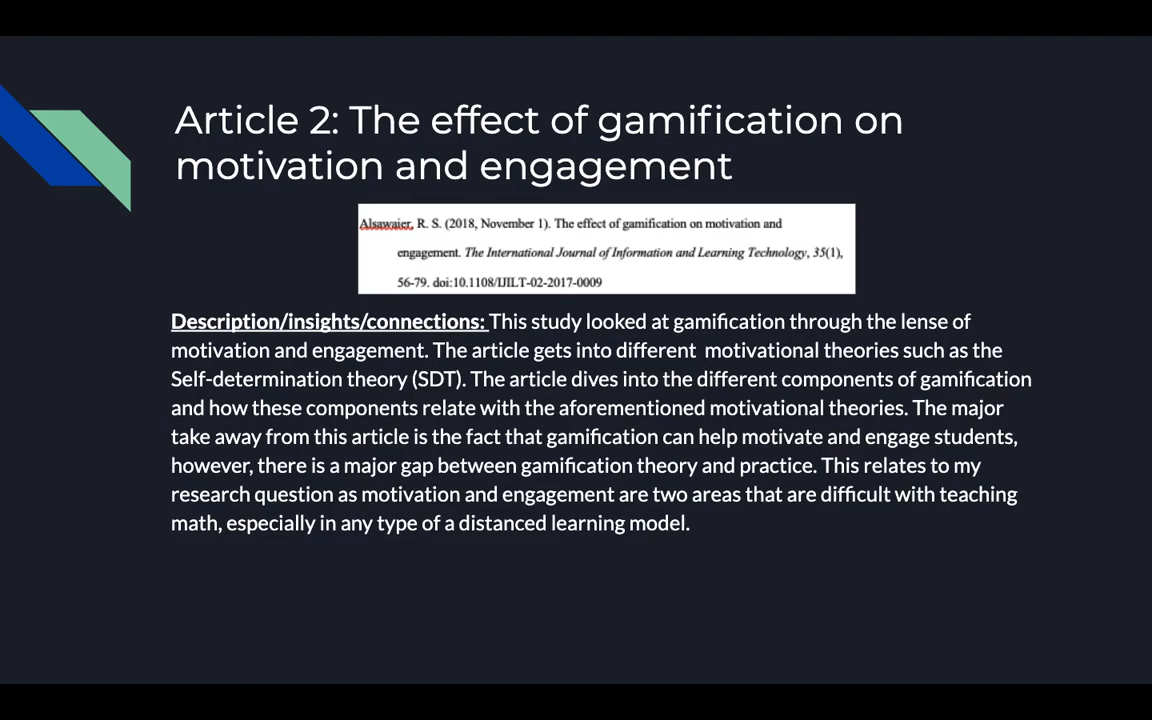 Article 2: The effect of gamification on
motivation and engagement
Alsawaier, R. S. (2018, November 1). The effect of gamification on motivation and
engagement. The International Journal of Information and Learning Technology, 35(1),
56-79. doi:10.1108/IJILT-02-2017-0009
Description/insights/connections: This study looked at gamification through the lense of
motivation and engagement. The article gets into different  motivational theories such as the
Self-determination theory (SDT). The article dives into the different components of gamification
and how these components relate with the aforementioned motivational theories. The major
take away from this article is the fact that gamification can help motivate and engage students,
however, there is a major gap between gamification theory and practice. This relates to my
research question as motivation and engagement are two areas that are difficult with teaching
math, especially in any type of a distanced learning model.